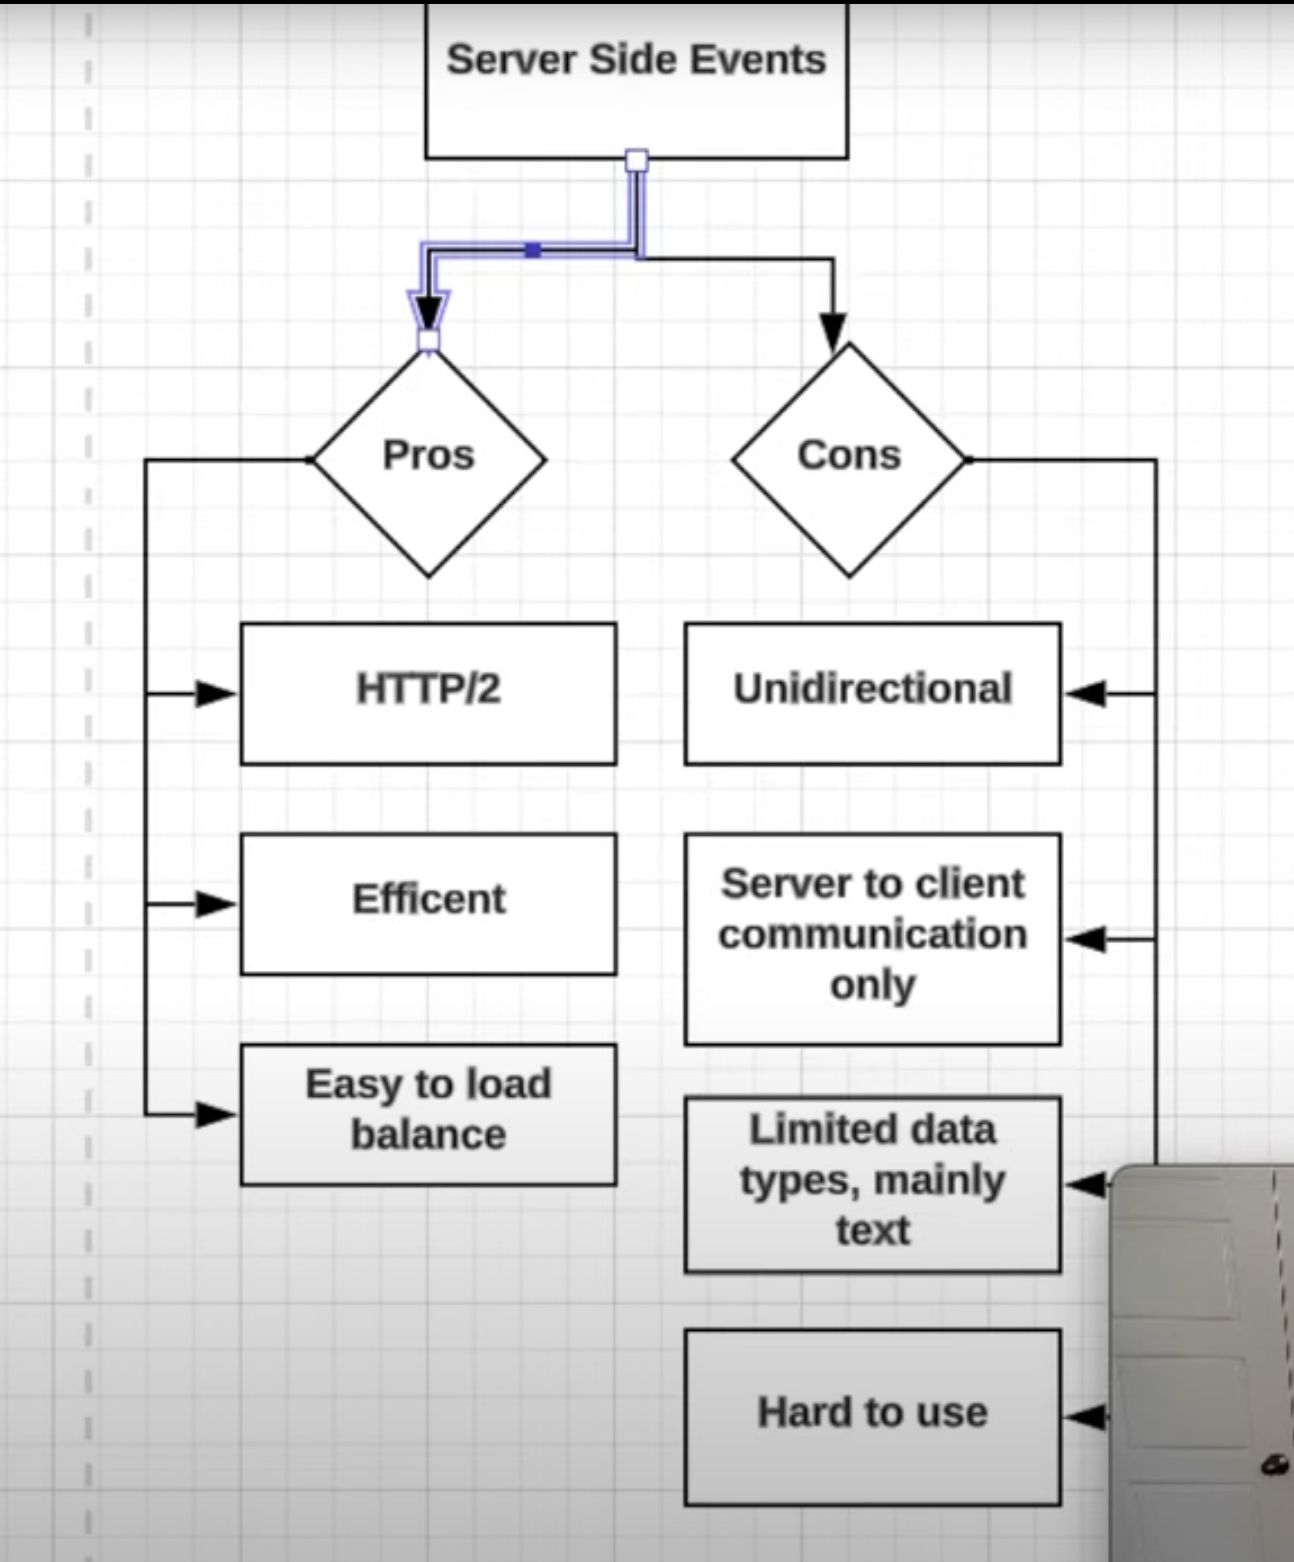 Server Side Events
Pros
Cons
HTTP/2
Unidirectional
Efficent
Server to client
communication
only
Easy to load
balance
Limited data
types, mainly
text
Hard to use